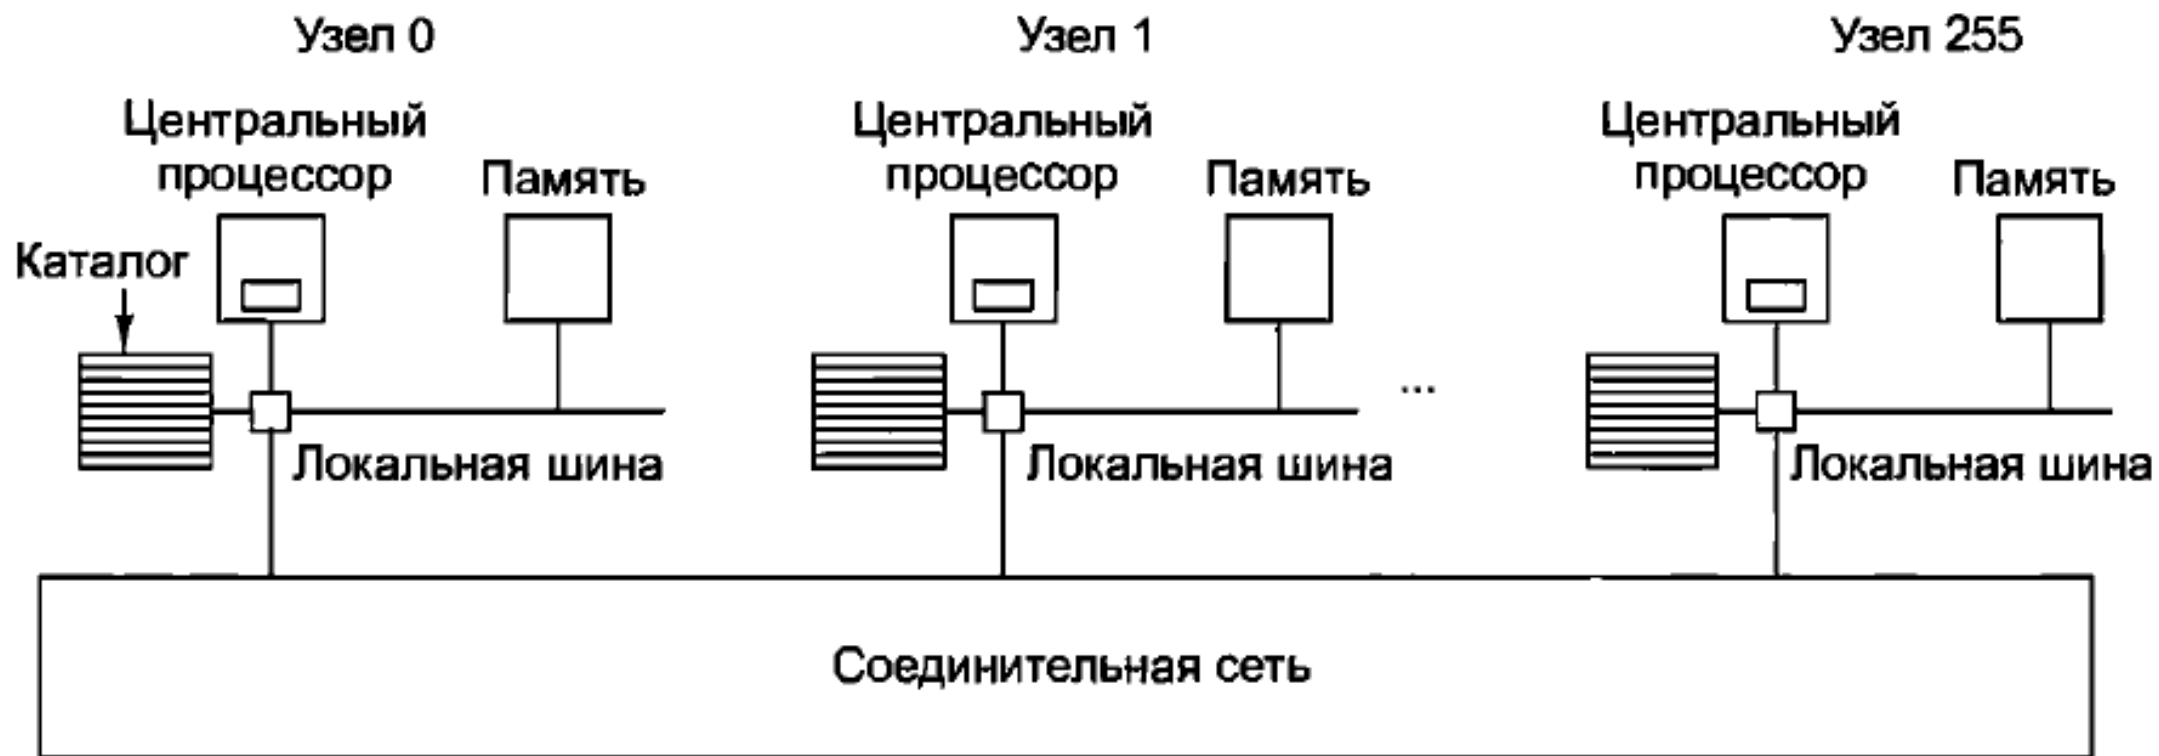 Узел 0
Узел 1
Узел 255
Центральный
процессор
Память
Центральный
процессор
Память
Центральный
процессор
Память
Каталог
...
Локальная шина
Локальная шина
Локальная шина
Соединительная сеть